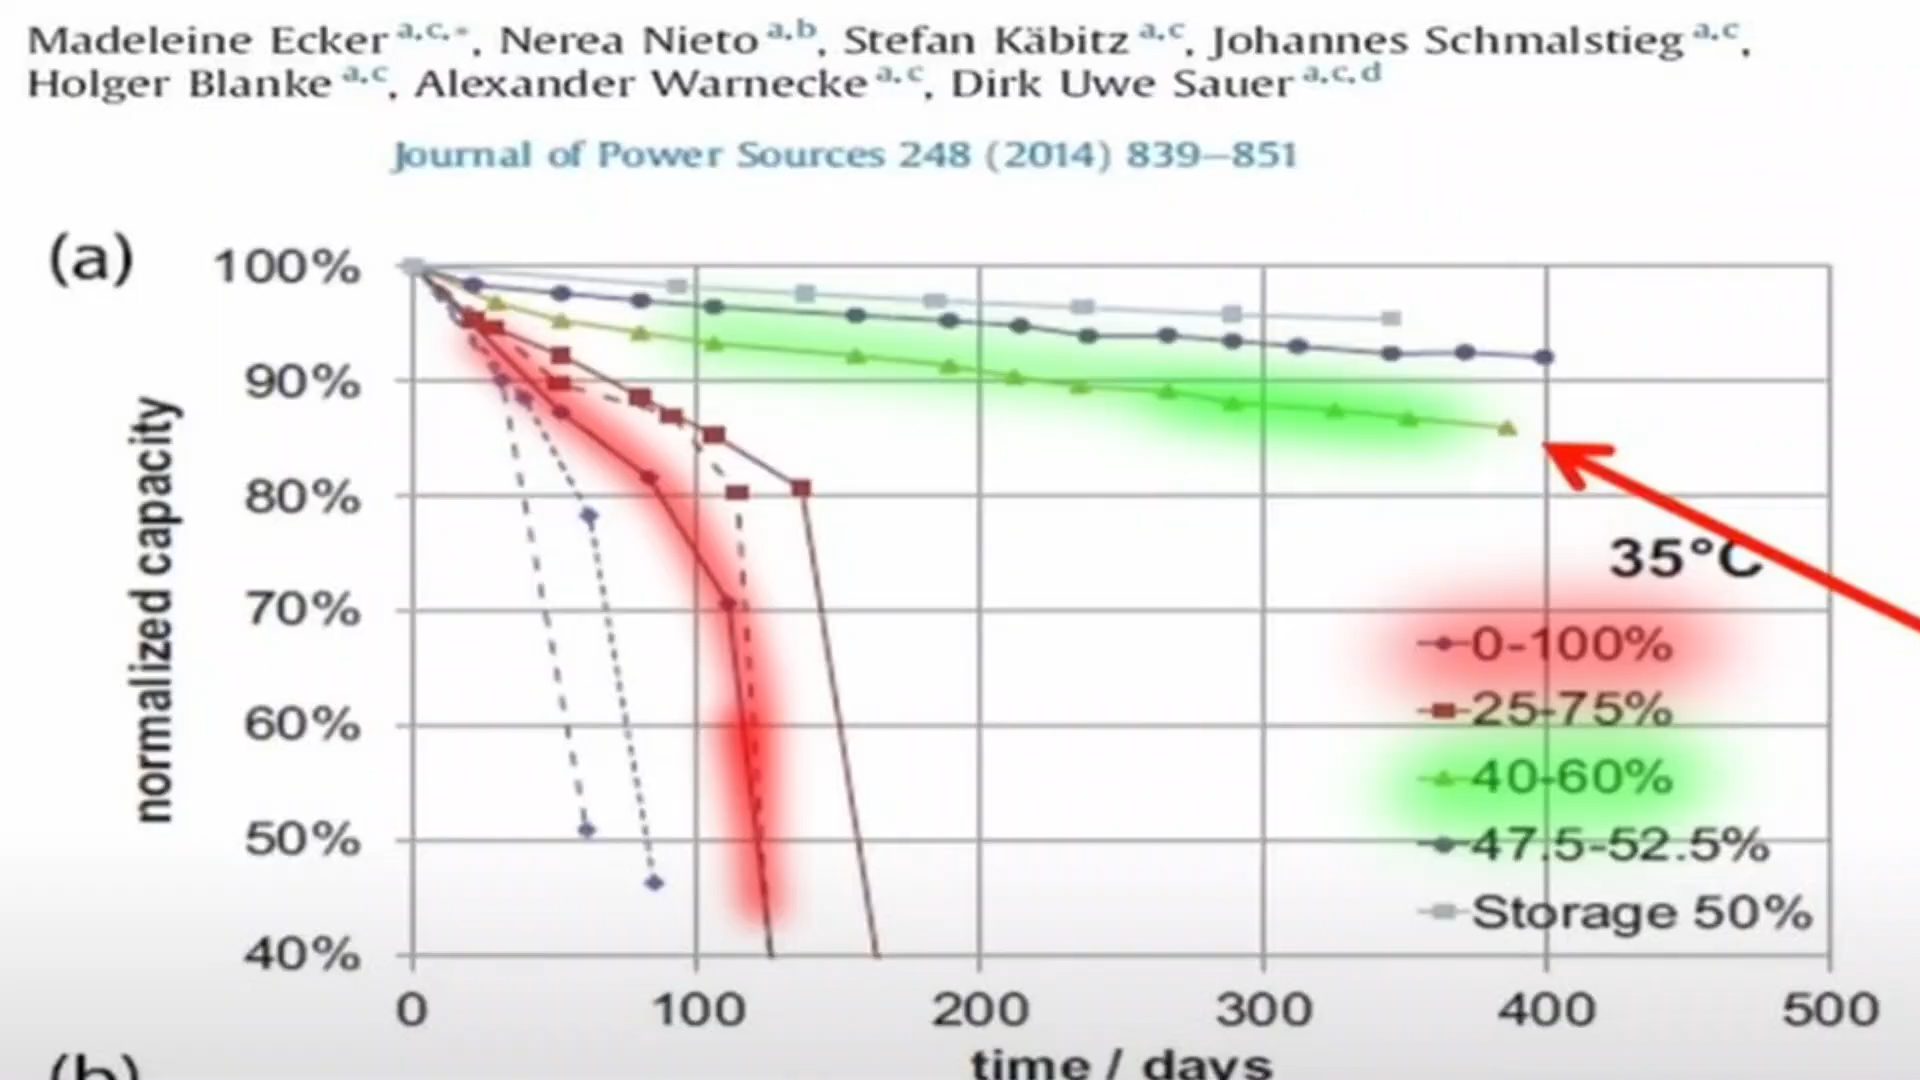 Madeleine Ecker a,c,*, Nerea Nieto a,b, Stefan Käbitz a,c, Johannes Schmalstieg a,c,
Holger Blanke a,c, Alexander Warnecke a,c, Dirk Uwe Sauer a,c,d
Journal of Power Sources 248 (2014) 839–851
(a)
100%
90%
80%
70%
60%
50%
40%
normalized capacity
35°C
0-100%
25-75%
40-60%
47.5-52.5%
Storage 50%
0 100 200 300 400 500
time / days
(b)